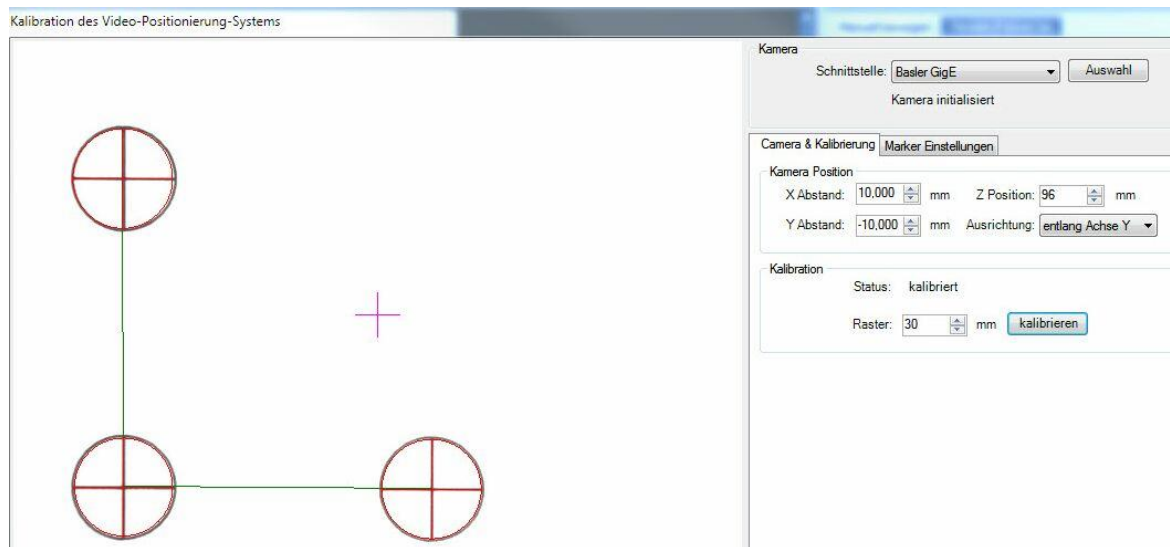 Kalibration des Video-Positionierung-Systems
Kamera
Schnittstelle: Basler GigE Auswahl
Kamera initialisiert
Camera & Kalibrierung Marker Einstellungen
Kamera Position
X Abstand: 10,000 mm Z Position: 96 mm
Y Abstand: -10,000 mm Ausrichtung: entlang Achse Y
Kalibration
Status: kalibriert
Raster: 30 mm kalibrieren